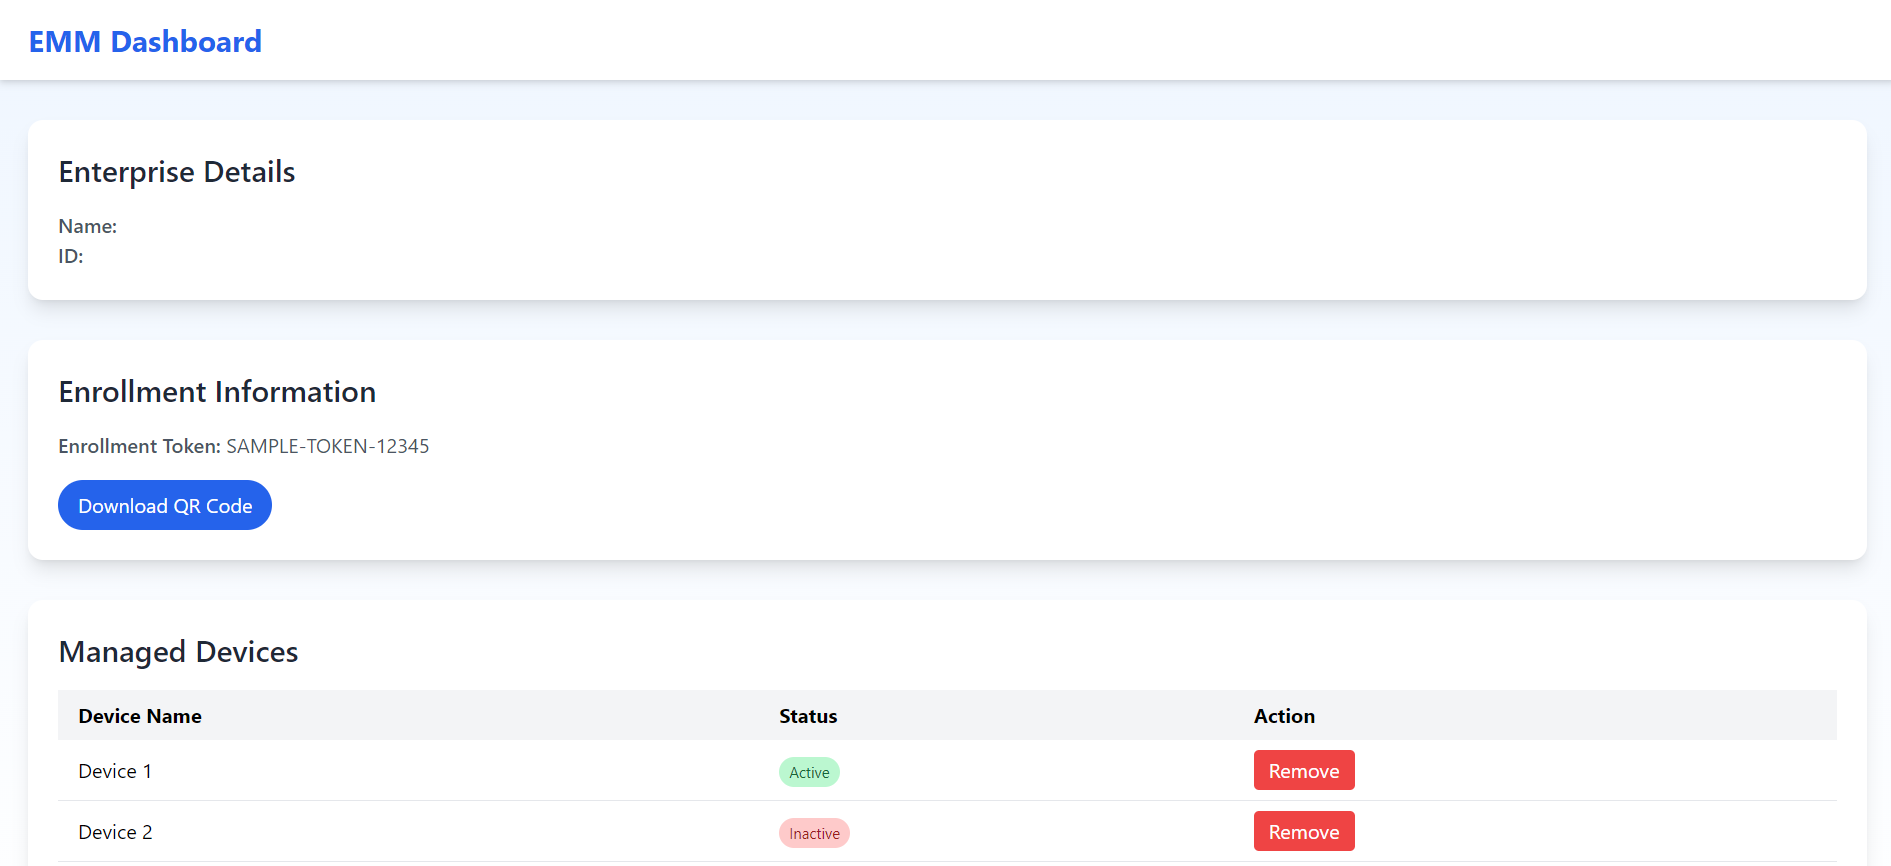 EMM Dashboard
Enterprise Details
Name:
ID:
Enrollment Information
Enrollment Token: SAMPLE-TOKEN-12345
Download QR Code
Managed Devices
Device Name Status Action
Device 1 Active Remove
Device 2 Inactive Remove